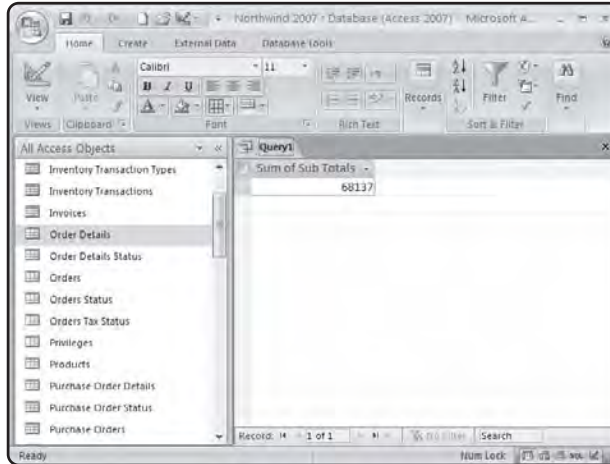 Northwind 2007 : Database (Access 2007) Microsoft A...
Home Create External Data Database Tools
Calibri 11
B I U
View Paste Records Filter Find
Views Clipboard Font Rich Text Sort & Filter
All Access Objects
Inventory Transaction Types
Inventory Transactions
Invoices
Order Details
Order Details Status
Orders
Orders Status
Orders Tax Status
Privileges
Products
Purchase Order Details
Purchase Order Status
Purchase Orders
Query1
Sum of Sub Totals
68137
Record: 1 of 1 No Filter Search
Ready Num Lock SQL